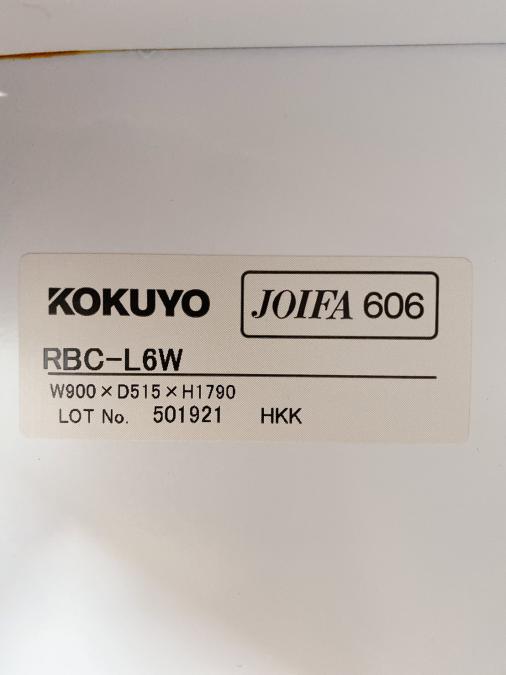 KOKUYO JOIFA 606
RBC-L6W
W900×D515×H1790
LOT No. 501921 HKK